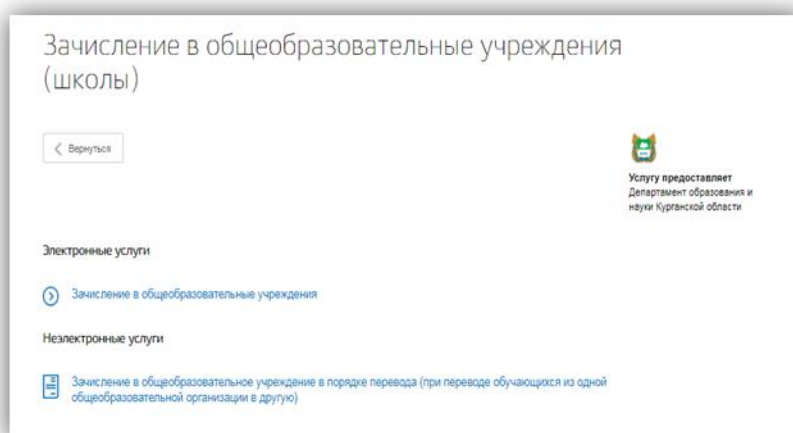 Зачисление в общеобразовательные учреждения
(школы)
Вернуться
Услугу предоставляет
Департамент образования и
науки Курганской области
Электронные услуги
Зачисление в общеобразовательные учреждения
Неэлектронные услуги
Зачисление в общеобразовательное учреждение в порядке перевода (при переводе обучающихся из одной
общеобразовательной организации в другую)